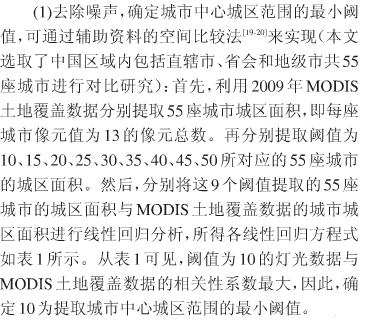 (1)去除噪声,确定城市中心城区范围的最小阈
值,可通过辅助资料的空间比较法[19-20]来实现(本文
选取了中国区域内包括直辖市、省会和地级市共55
座城市进行对比研究):首先,利用2009年MODIS
土地覆盖数据分别提取55座城市城区面积,即每座
城市像元值为13的像元总数。再分别提取阈值为
10、15、20、25、30、35、40、45、50所对应的55座城市
的城区面积。然后,分别将这9个阈值提取的55座
城市的城区面积与MODIS土地覆盖数据的城市城
区面积进行线性回归分析,所得各线性回归方程式
如表1所示。从表1可见,阈值为10的灯光数据与
MODIS土地覆盖数据的相关性系数最大,因此,确
定10为提取城市中心城区范围的最小阈值。